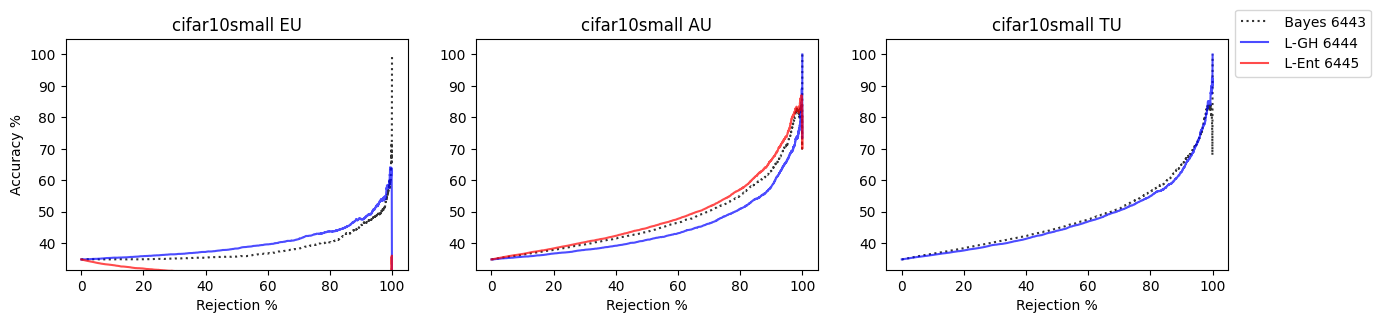 cifar10small EU
100
90
80
70
60
50
40
Accuracy %
0 20 40 60 80 100
Rejection %
cifar10small AU
100
90
80
70
60
50
40
0 20 40 60 80 100
Rejection %
cifar10small TU
100
90
80
70
60
50
40
0 20 40 60 80 100
Rejection %
Bayes 6443
L-GH 6444
L-Ent 6445